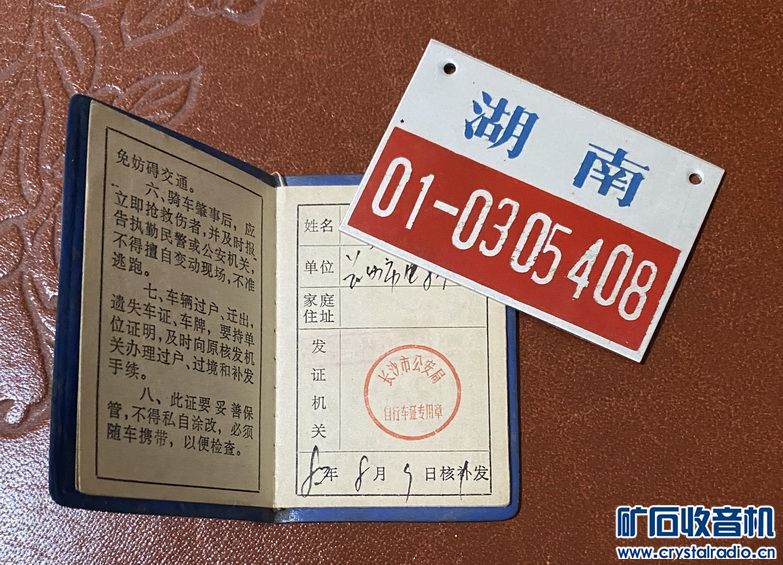 免妨碍交通。
六、骑车肇事后，应
立即抢救伤者，并及时报
告执勤民警或公安机关，
不得擅自变动现场，不准
逃跑。
七、车辆过户、迁出，
遗失车证、车牌，要持单
位证明，及时向原核发机
关办理过户、过境和补发
手续。
八、此证要妥善保
管，不得私自涂改，必须
随车携带，以便检查。
姓名
单位 长沙市
家庭
住址
发证机关
长沙市公安局
自行车证专用章
年8月9日核补发
湖南
01-0305408
矿石收音机
www.crystalradio.cn